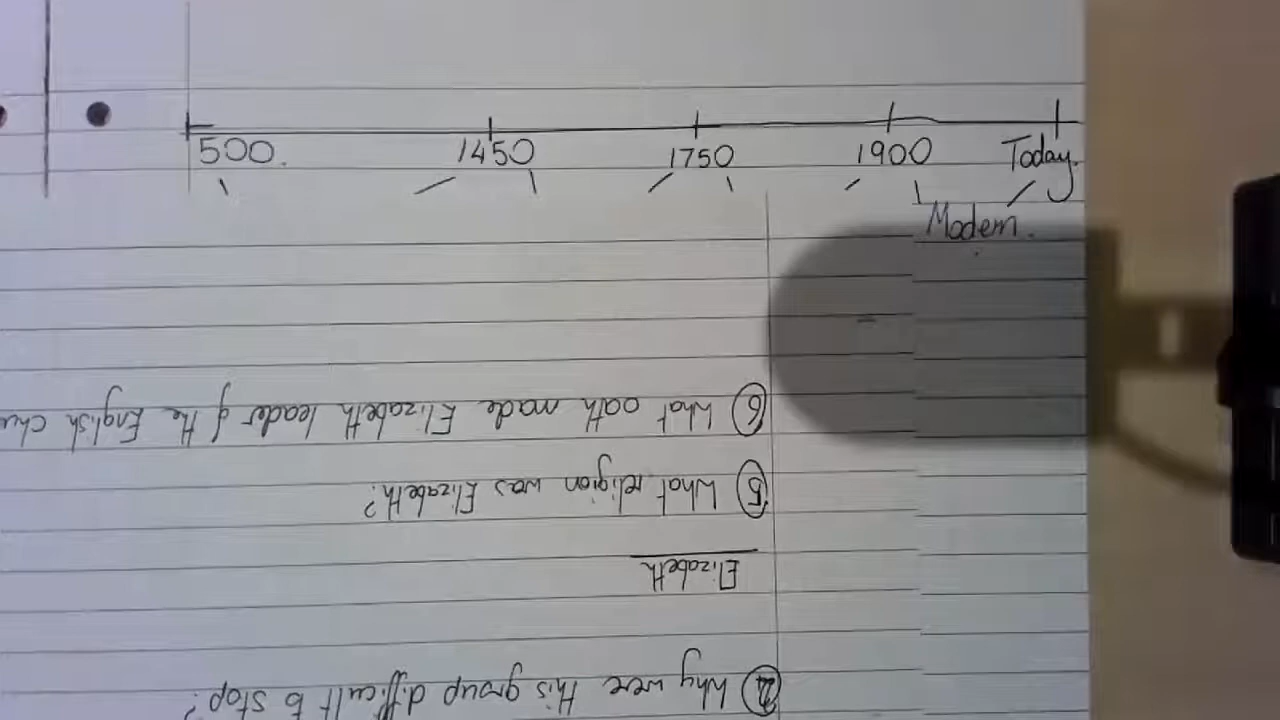 500. 1450 1750 1900 Today.
Modern.
④ Why were this group difficult to stop?
Elizabeth
⑤ What religion was Elizabeth?
⑥ What oath made Elizabeth leader of the English